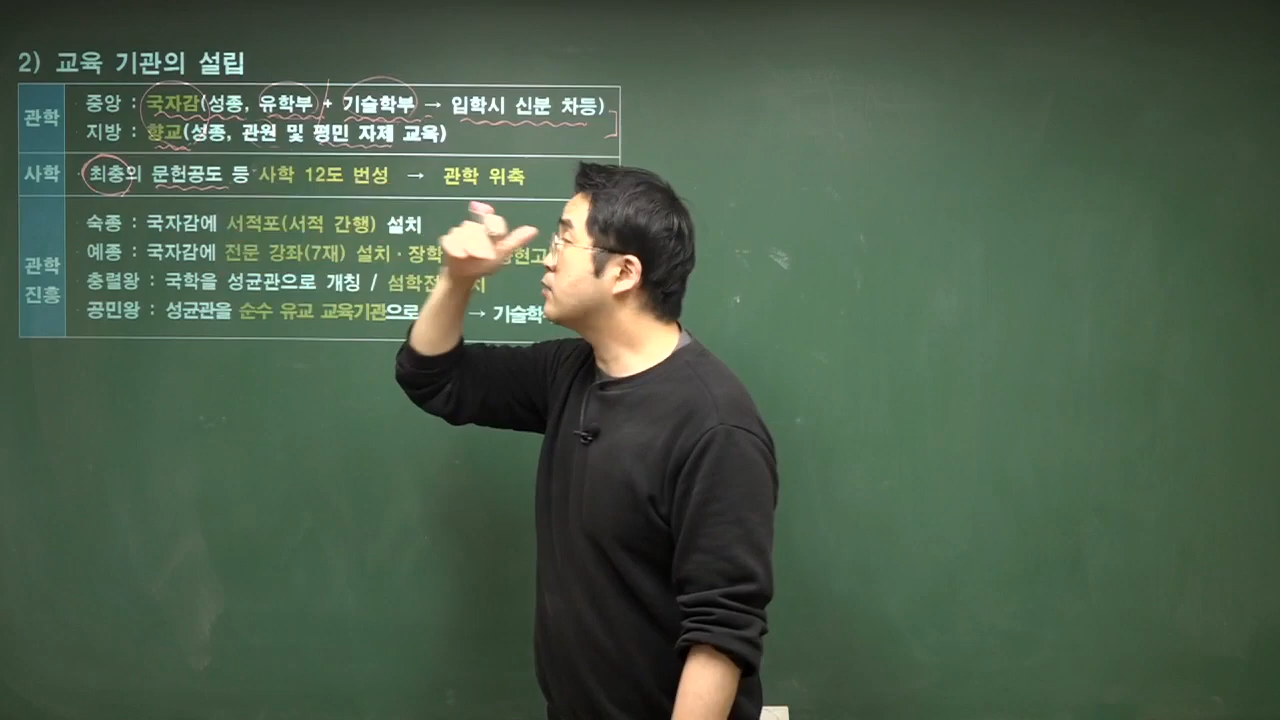 2) 교육 기관의 설립
관학
중앙 : 국자감(성종, 유학부 + 기술학부 → 입학시 신분 차등)
지방 : 향교(성종, 관원 및 평민 자제 교육)
사학
· 최충의 문헌공도 등 사학 12도 번성 → 관학 위축
관학
진흥
숙종 : 국자감에 서적포(서적 간행) 설치
예종 : 국자감에 전문 강좌(7재) 설치 · 장학
충렬왕 : 국학을 성균관으로 개칭 /
공민왕 : 성균관을 순수 유교 교육기관으로 → 기술학